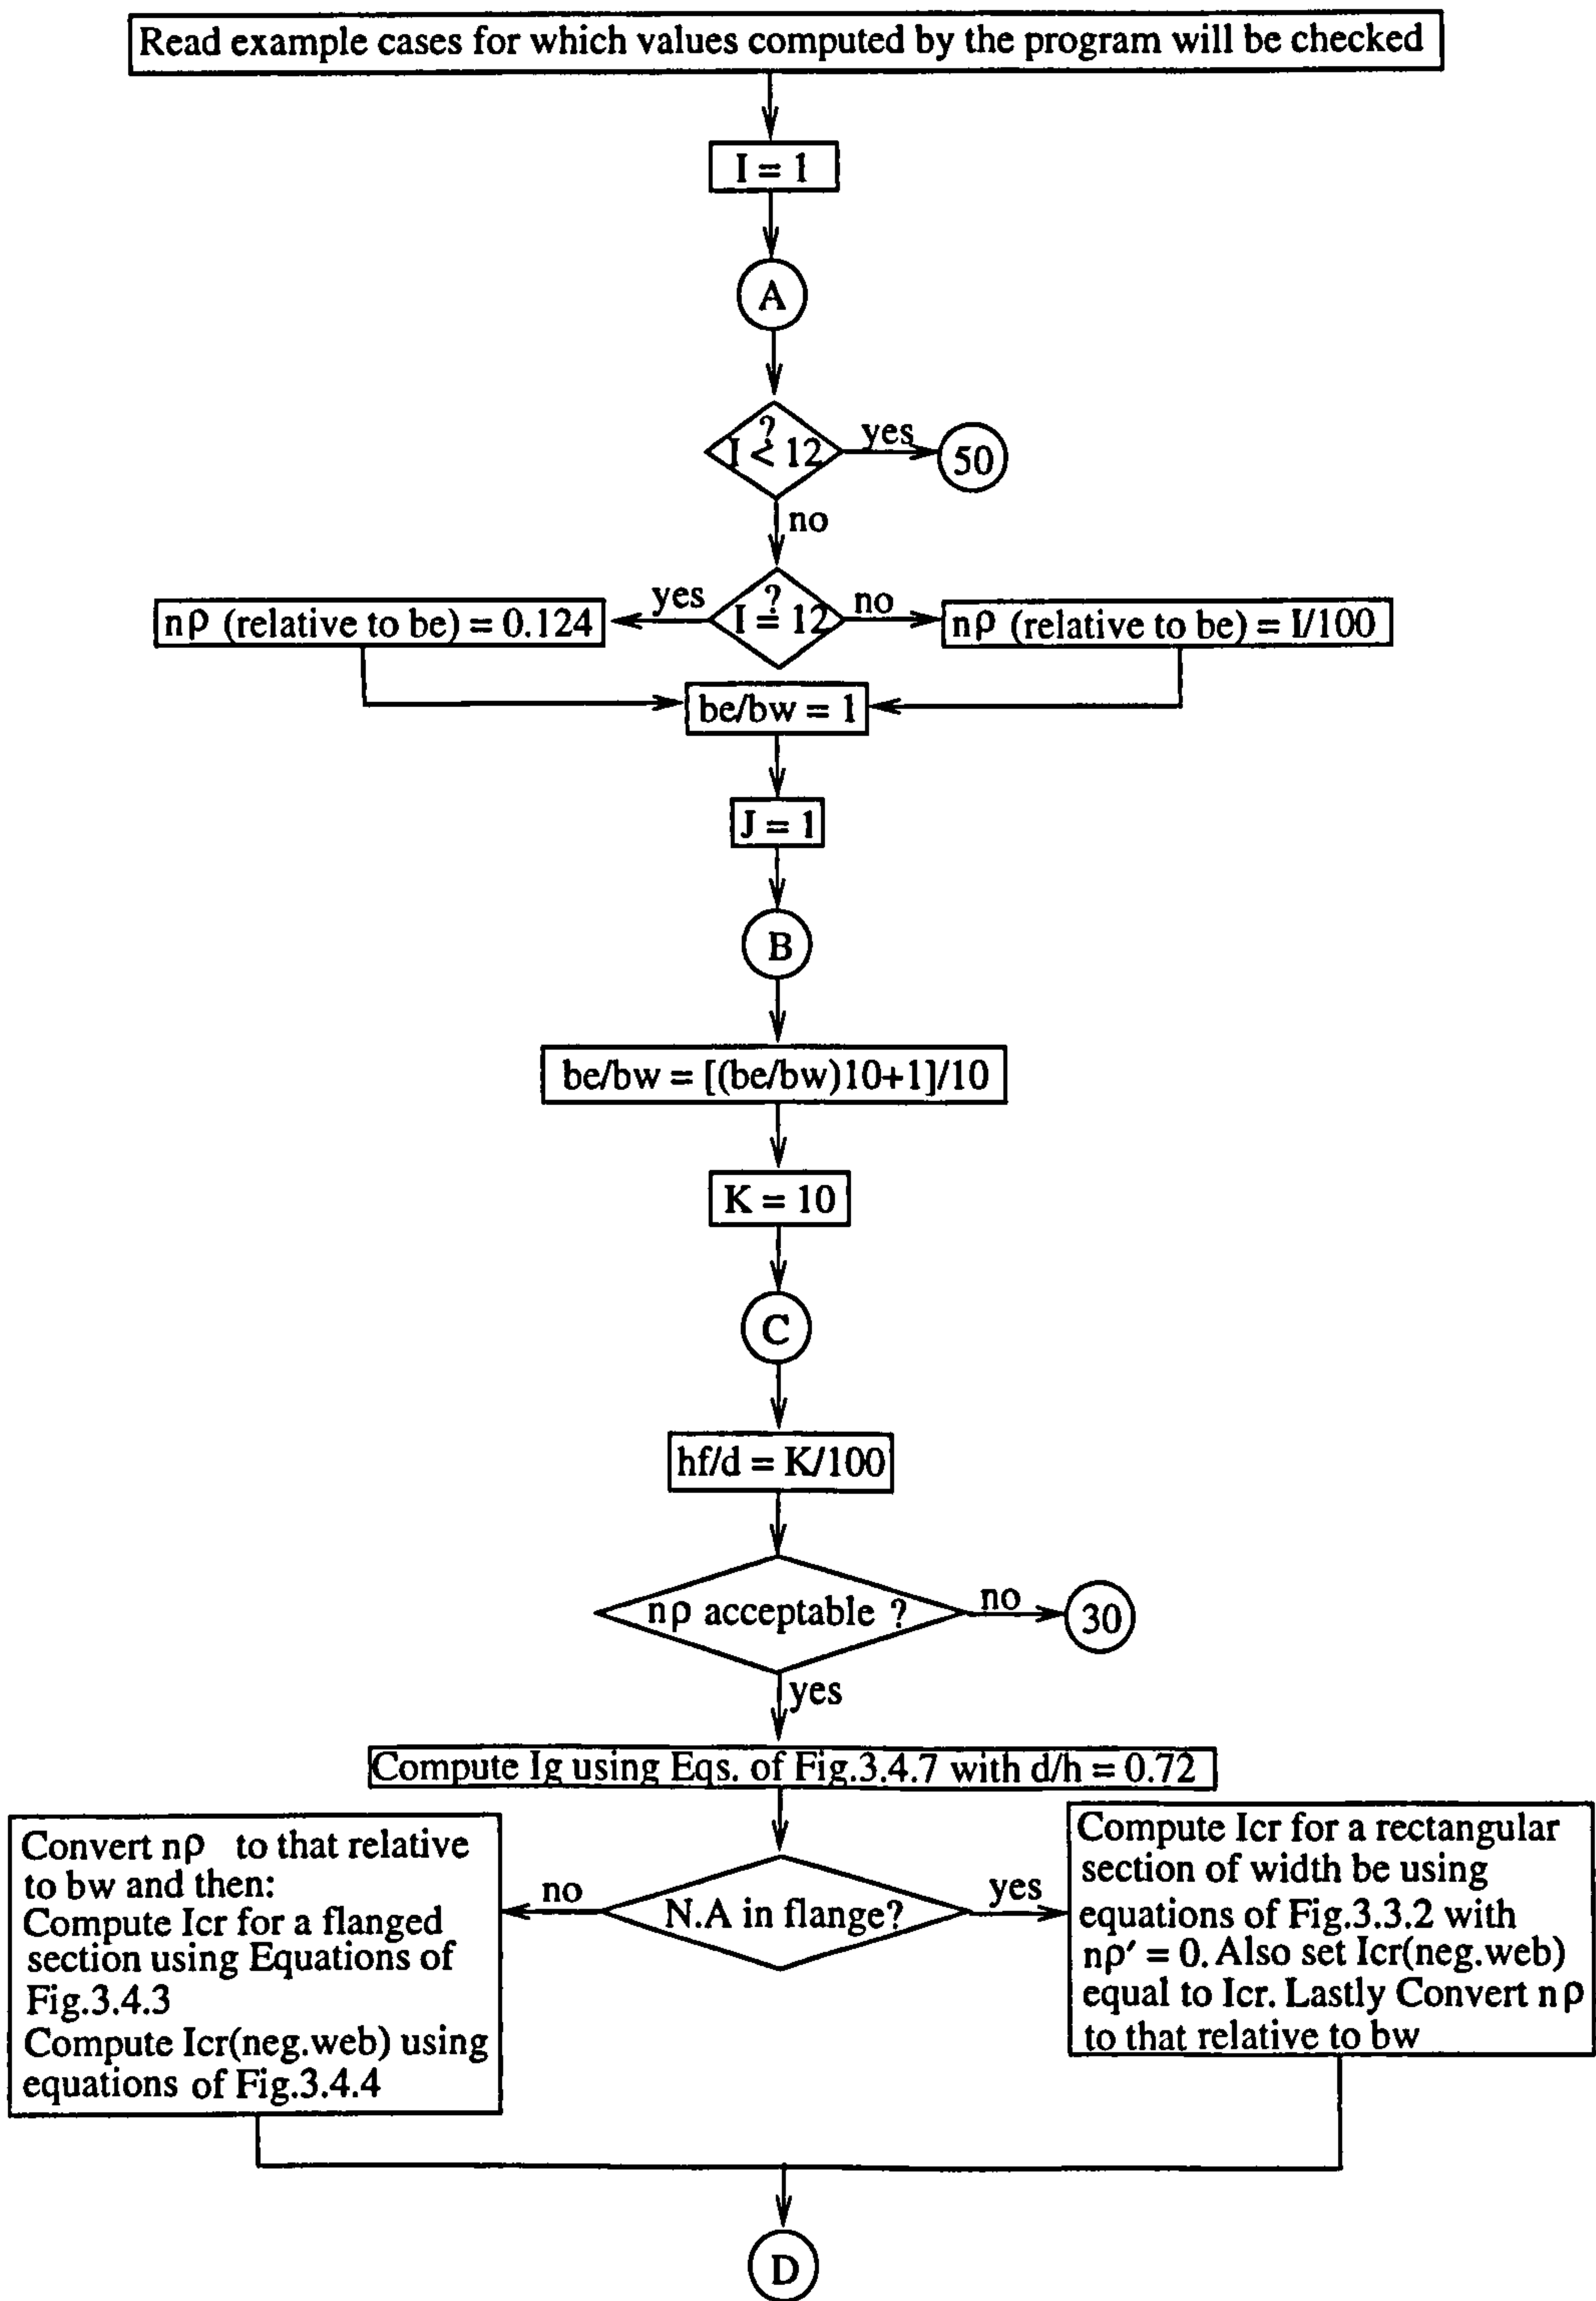 Read example cases for which values computed by the program will be checked
I = 1
A
?
I < 12
yes
50
no
?
I = 12
yes
no
nρ (relative to be) = 0.124
nρ (relative to be) = I/100
be/bw = 1
J = 1
B
be/bw = [(be/bw)10+1]/10
K = 10
C
hf/d = K/100
nρ acceptable ?
no
30
yes
Compute Ig using Eqs. of Fig.3.4.7 with d/h = 0.72
Convert nρ to that relative
to bw and then:
Compute Icr for a flanged
section using Equations of
Fig.3.4.3
Compute Icr(neg.web) using
equations of Fig.3.4.4
no
N.A in flange?
yes
Compute Icr for a rectangular
section of width be using
equations of Fig.3.3.2 with
nρ′ = 0. Also set Icr(neg.web)
equal to Icr. Lastly Convert nρ
to that relative to bw
D